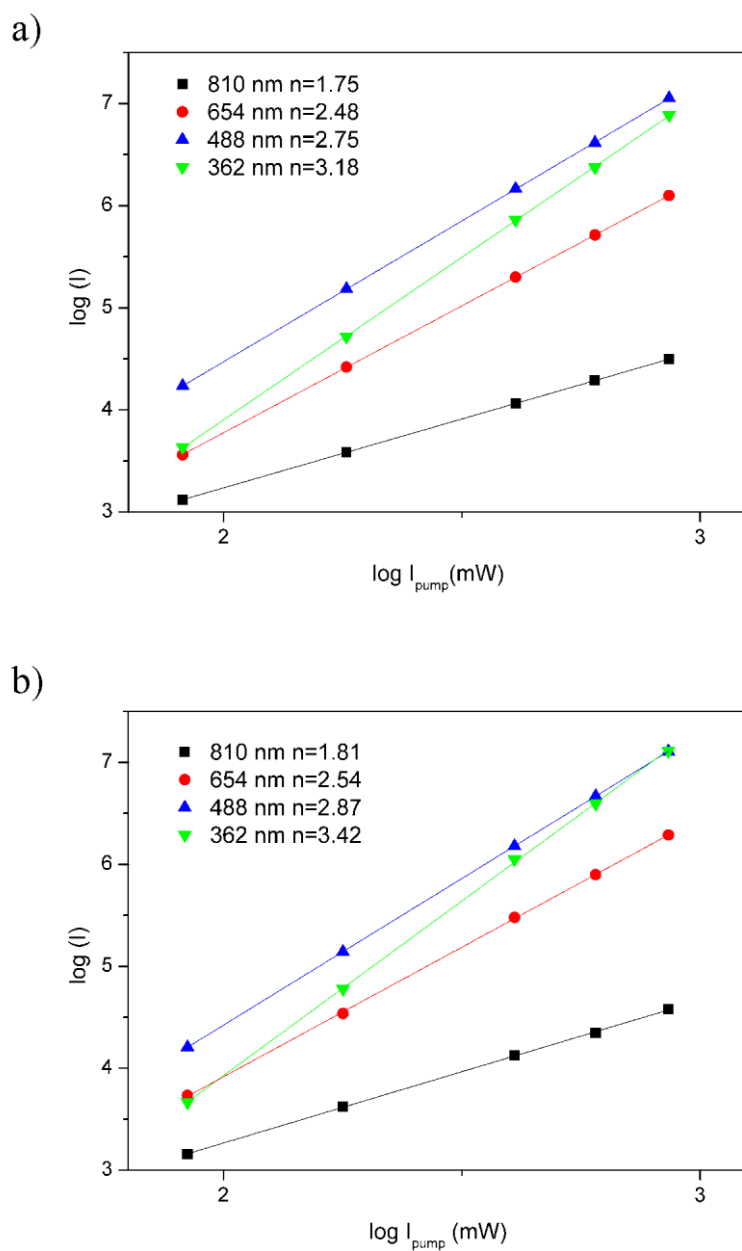 a)
810 nm n=1.75
654 nm n=2.48
488 nm n=2.75
362 nm n=3.18
7
6
5
4
3
log (I)
2
3
log I_pump(mW)
b)
810 nm n=1.81
654 nm n=2.54
488 nm n=2.87
362 nm n=3.42
7
6
5
4
3
log (I)
2
3
log I_pump (mW)